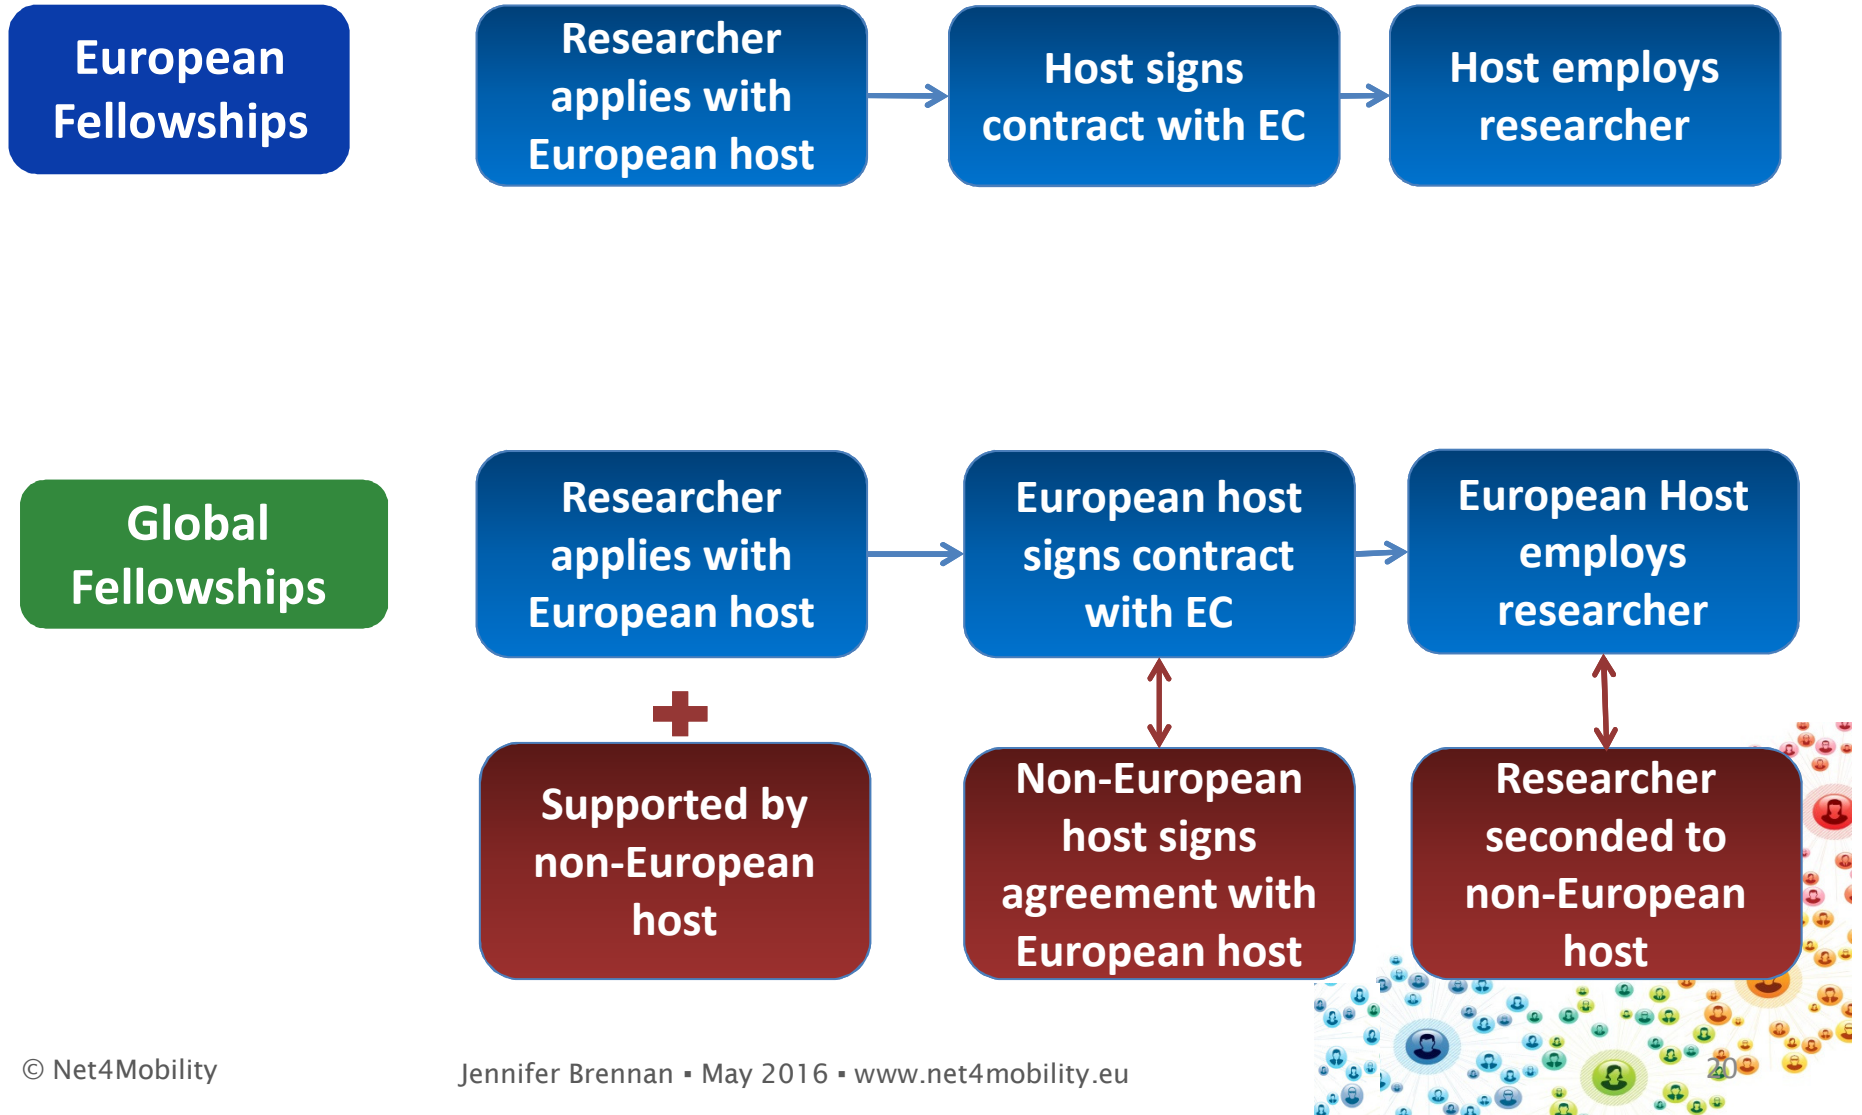 European
Fellowships
Researcher
applies with
European host
Host signs
contract with EC
Host employs
researcher
Global
Fellowships
Researcher
applies with
European host
European host
signs contract
with EC
European Host
employs
researcher
Supported by
non-European
host
Non-European
host signs
agreement with
European host
Researcher
seconded to
non-European
host
© Net4Mobility
Jennifer Brennan ▪ May 2016 ▪ www.net4mobility.eu
20